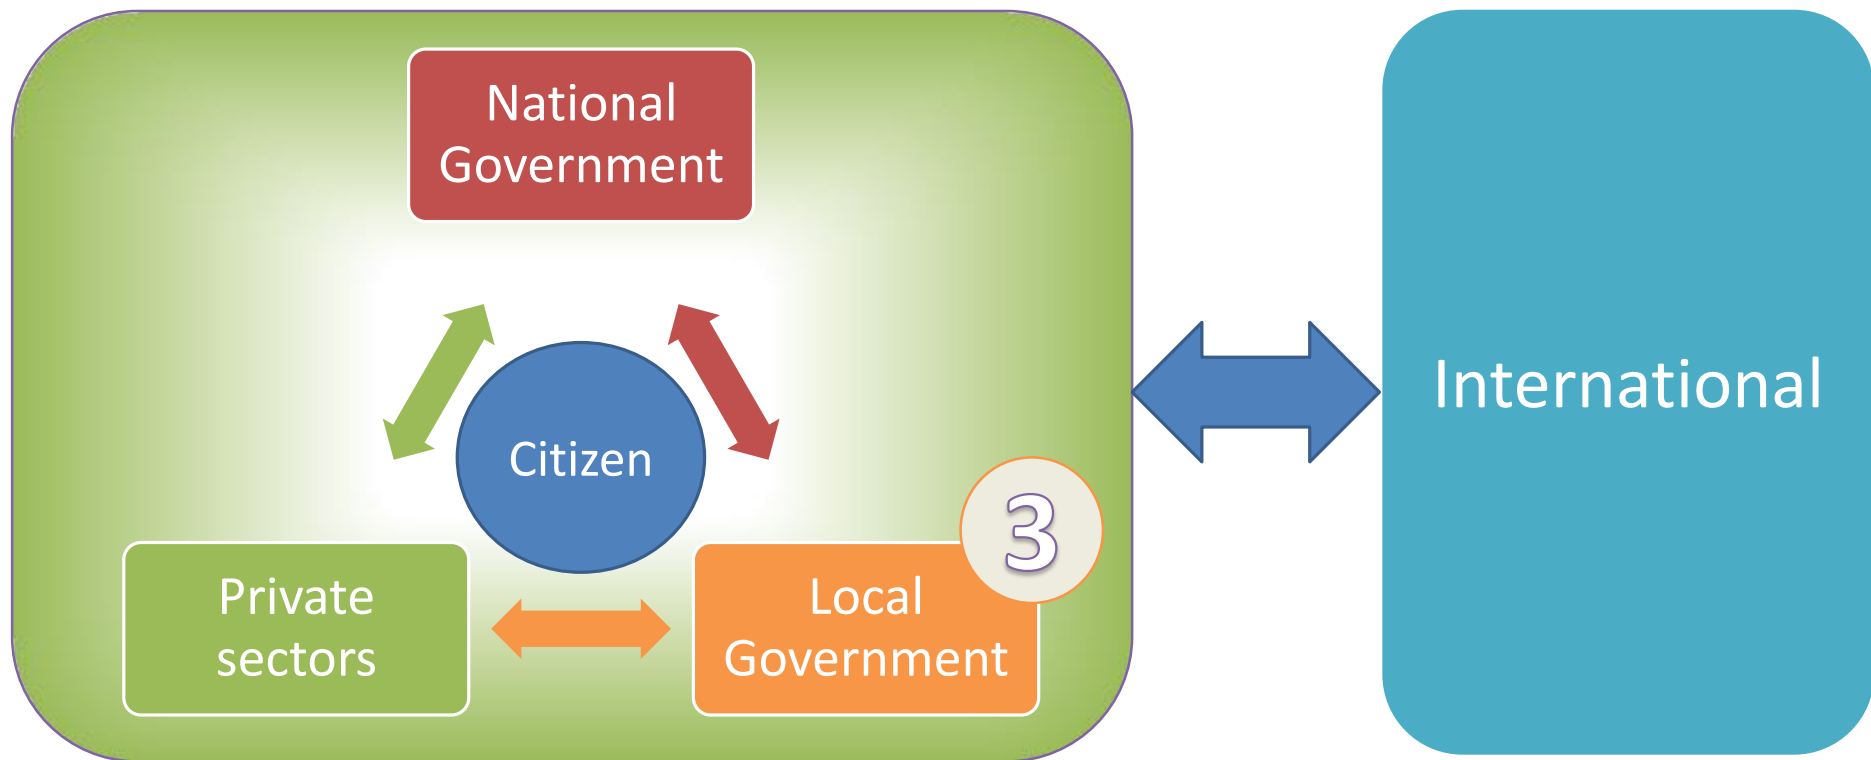 National
Government
Citizen
3
Private
sectors
Local
Government
International